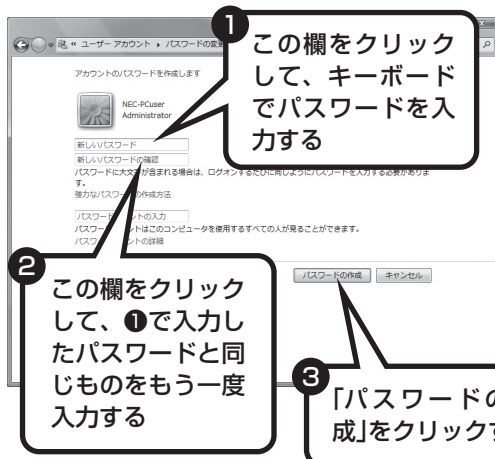 « ユーザー アカウント ▸ パスワードの変更
アカウントのパスワードを作成します
NEC-PCuser
Administrator
新しいパスワード
新しいパスワードの確認
パスワードに大文字が含まれる場合は、ログオンするたびに同じようにパスワードを入力する必要がありま
す。
強力なパスワードの作成方法
パスワード ヒントの入力
パスワード ヒントはこのコンピュータを使用するすべての人が見ることができます。
パスワード ヒントの詳細
パスワードの作成
キャンセル
❶
この欄をクリック
して、キーボード
でパスワードを入
力する
❷
この欄をクリック
して、❶で入力し
たパスワードと同
じものをもう一度
入力する
❸
「パスワードの
成」をクリックす